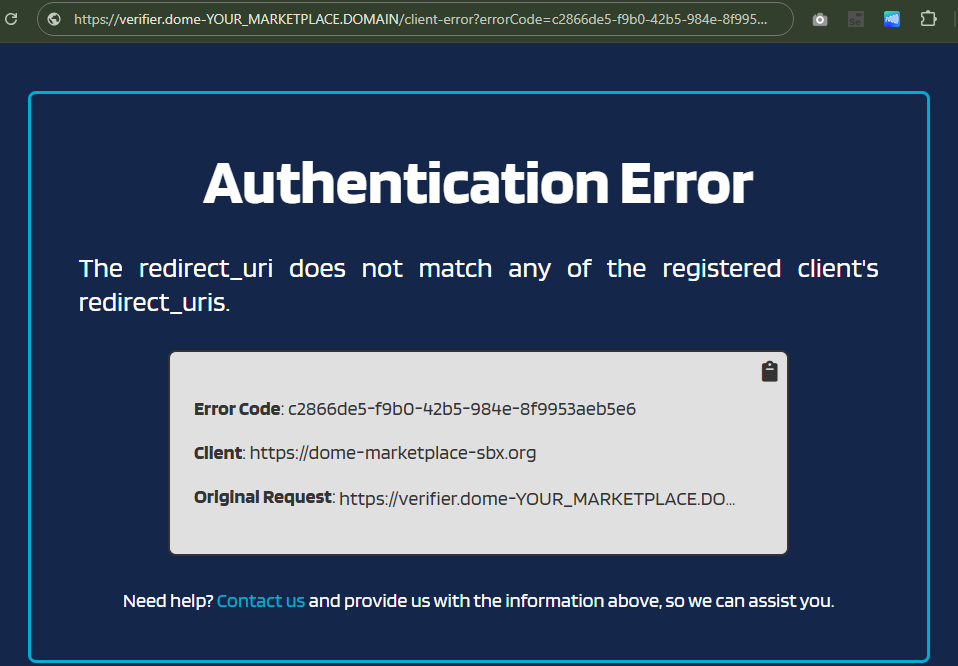 https://verifier.dome-YOUR_MARKETPLACE.DOMAIN/client-error?errorCode=c2866de5-f9b0-42b5-984e-8f995...
Authentication Error
The redirect_uri does not match any of the registered client's
redirect_uris.
Error Code: c2866de5-f9b0-42b5-984e-8f9953aeb5e6
Client: https://dome-marketplace-sbx.org
Original Request: https://verifier.dome-YOUR_MARKETPLACE.DO...
Need help? Contact us and provide us with the information above, so we can assist you.